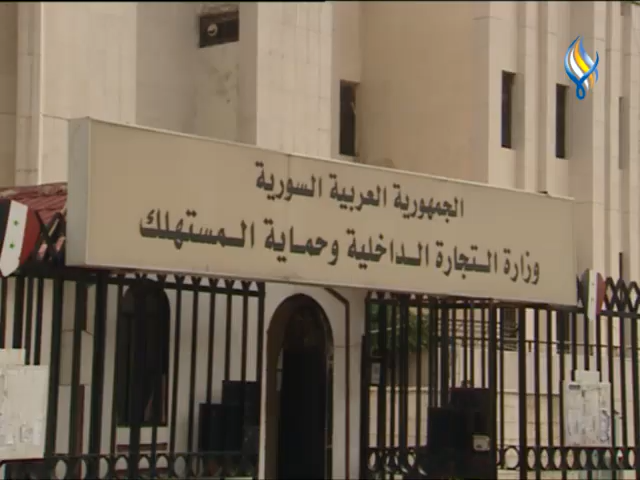 الجمهورية العربية السورية
وزارة التجارة الداخلية وحماية المستهلك